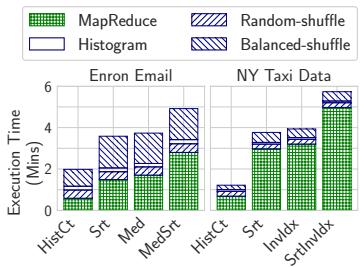 MapReduce
Random-shuffle
Histogram
Balanced-shuffle
Enron Email
NY Taxi Data
Execution Time
(Mins)
6
4
2
0
HistCt
Srt
Med
MedSrt
HistCt
Srt
InvIdx
SrtInvIdx